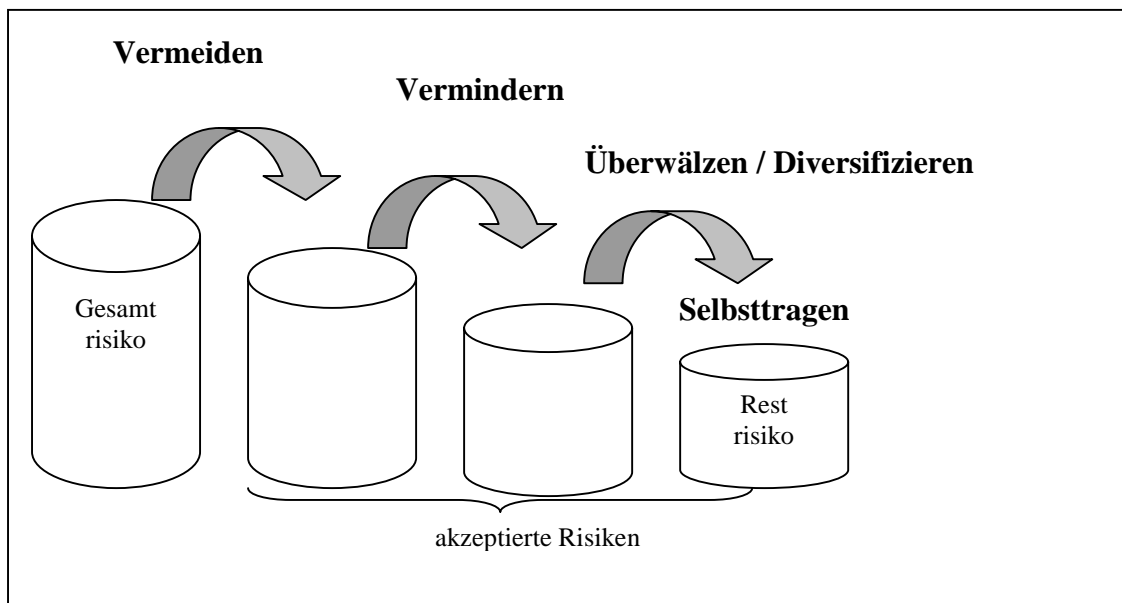 Vermeiden
Vermindern
Überwälzen / Diversifizieren
Selbsttragen
Gesamt
risiko
Rest
risiko
akzeptierte Risiken